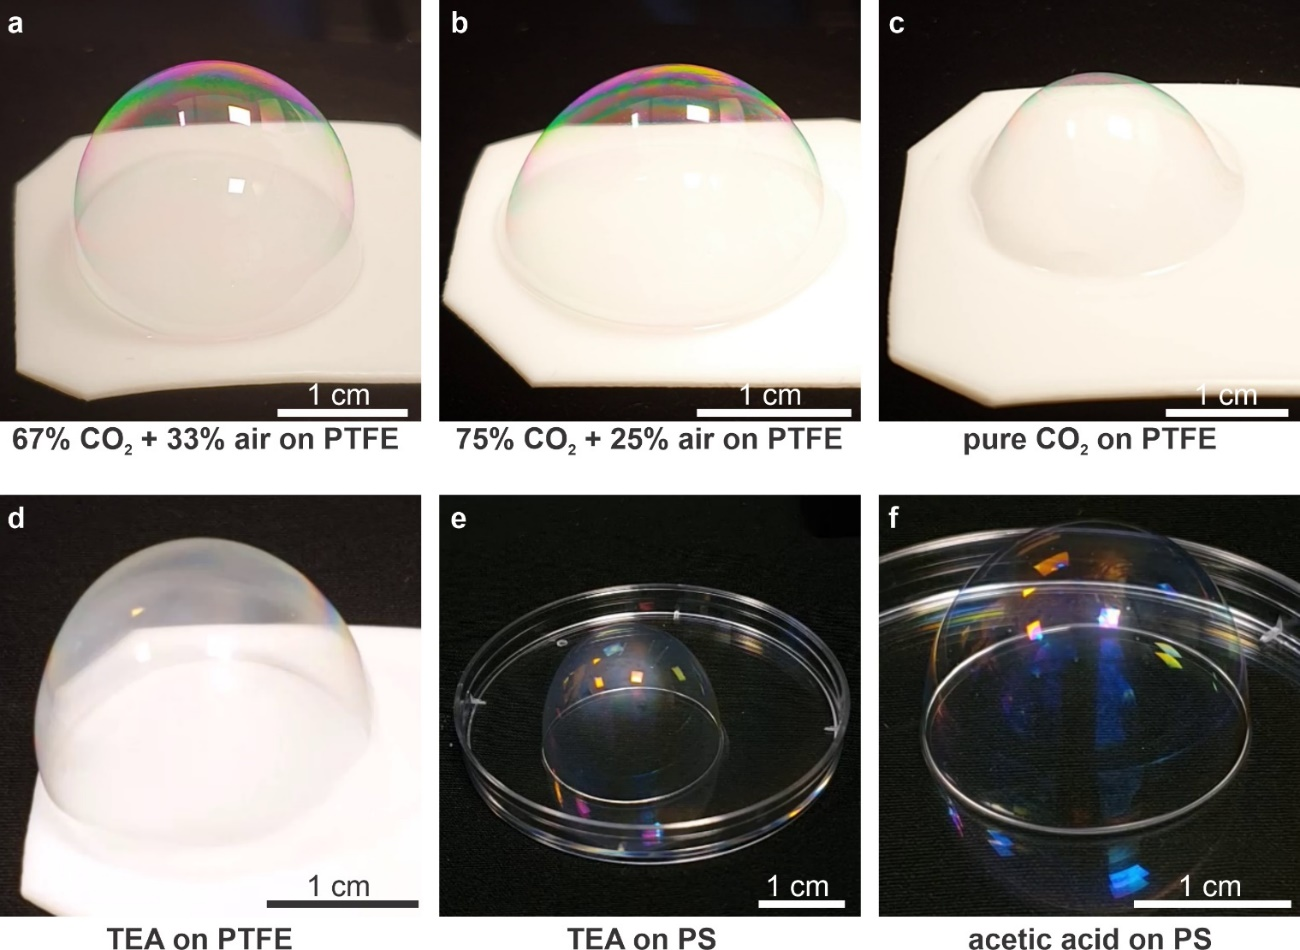 a
b
c
1 cm
1 cm
1 cm
67% CO₂ + 33% air on PTFE
75% CO₂ + 25% air on PTFE
pure CO₂ on PTFE
d
e
f
1 cm
1 cm
1 cm
TEA on PTFE
TEA on PS
acetic acid on PS